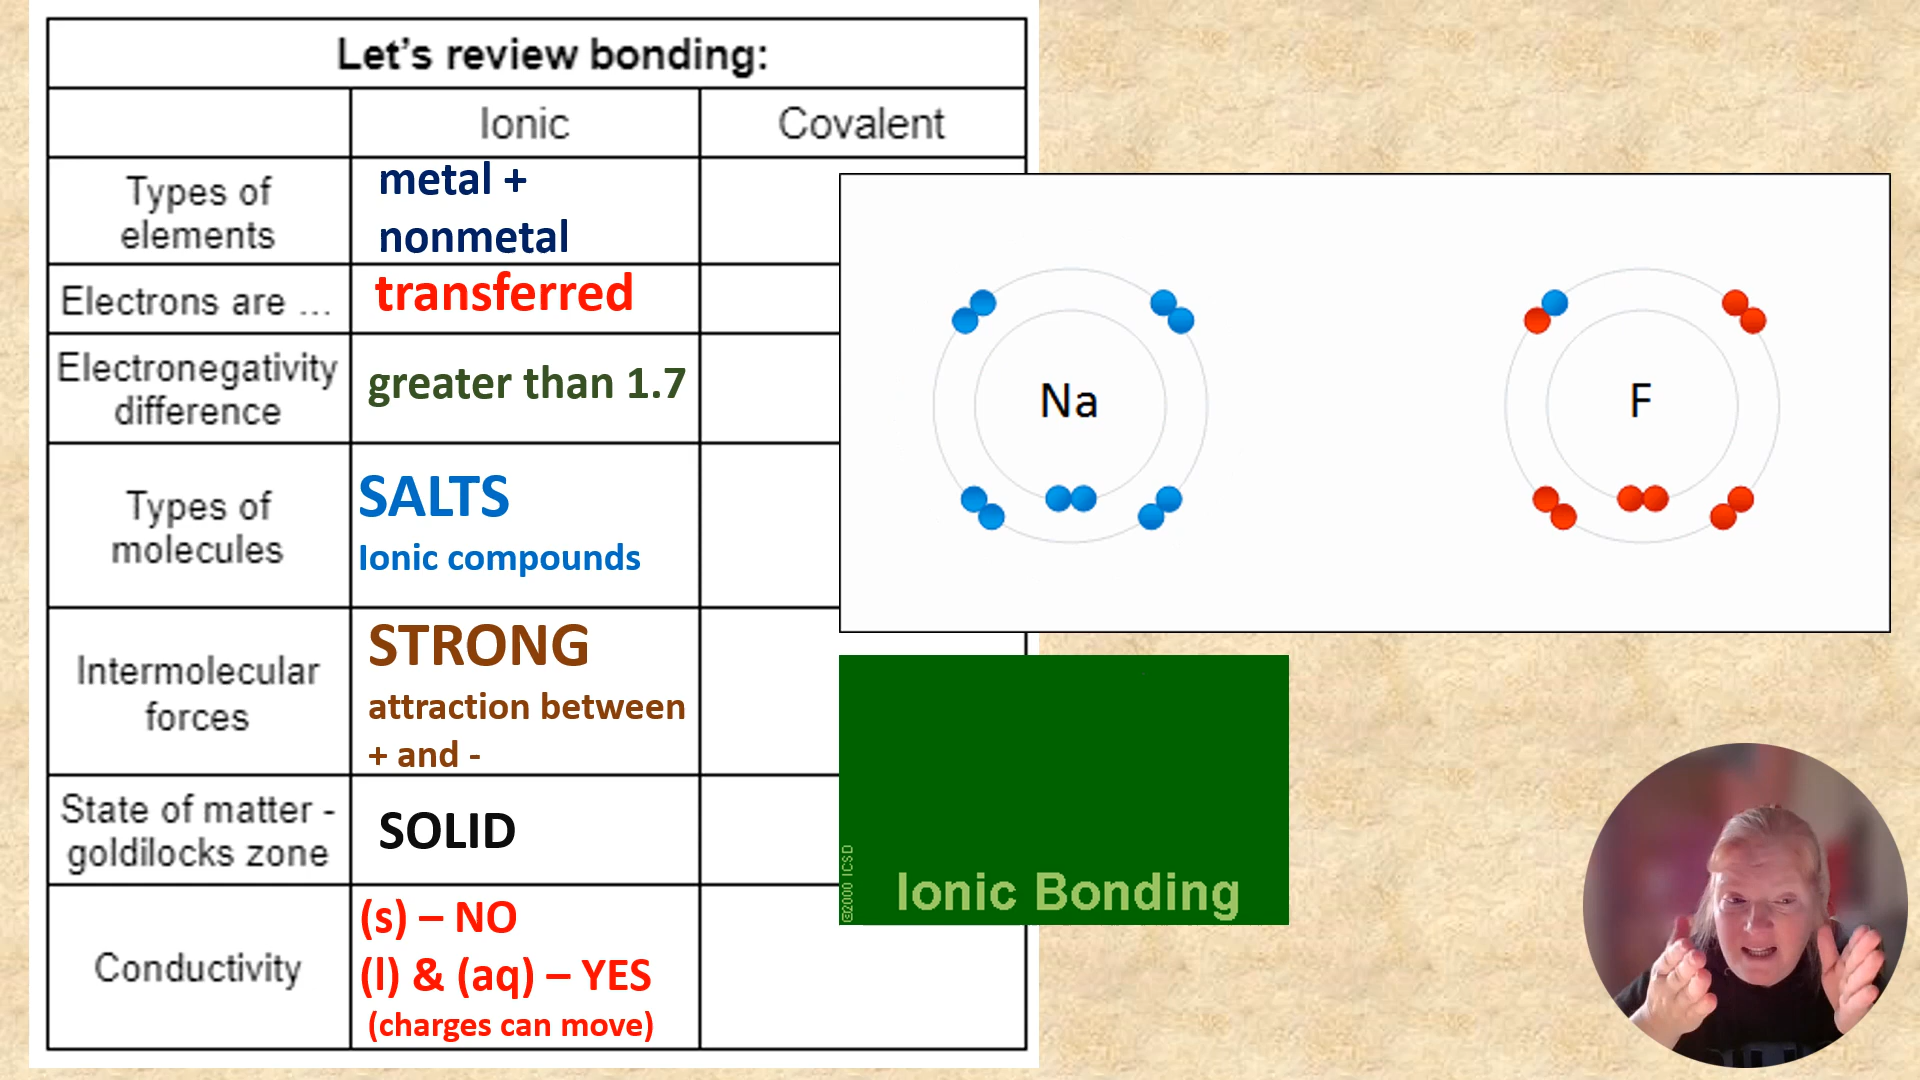 Let's review bonding:
Ionic
Covalent
Types of
elements
metal +
nonmetal
Electrons are ...
transferred
Electronegativity
difference
greater than 1.7
Types of
molecules
SALTS
Ionic compounds
Intermolecular
forces
STRONG
attraction between
+ and -
State of matter -
goldilocks zone
SOLID
Conductivity
(s) – NO
(l) & (aq) – YES
(charges can move)
Na
F
©2000 ICSD
Ionic Bonding